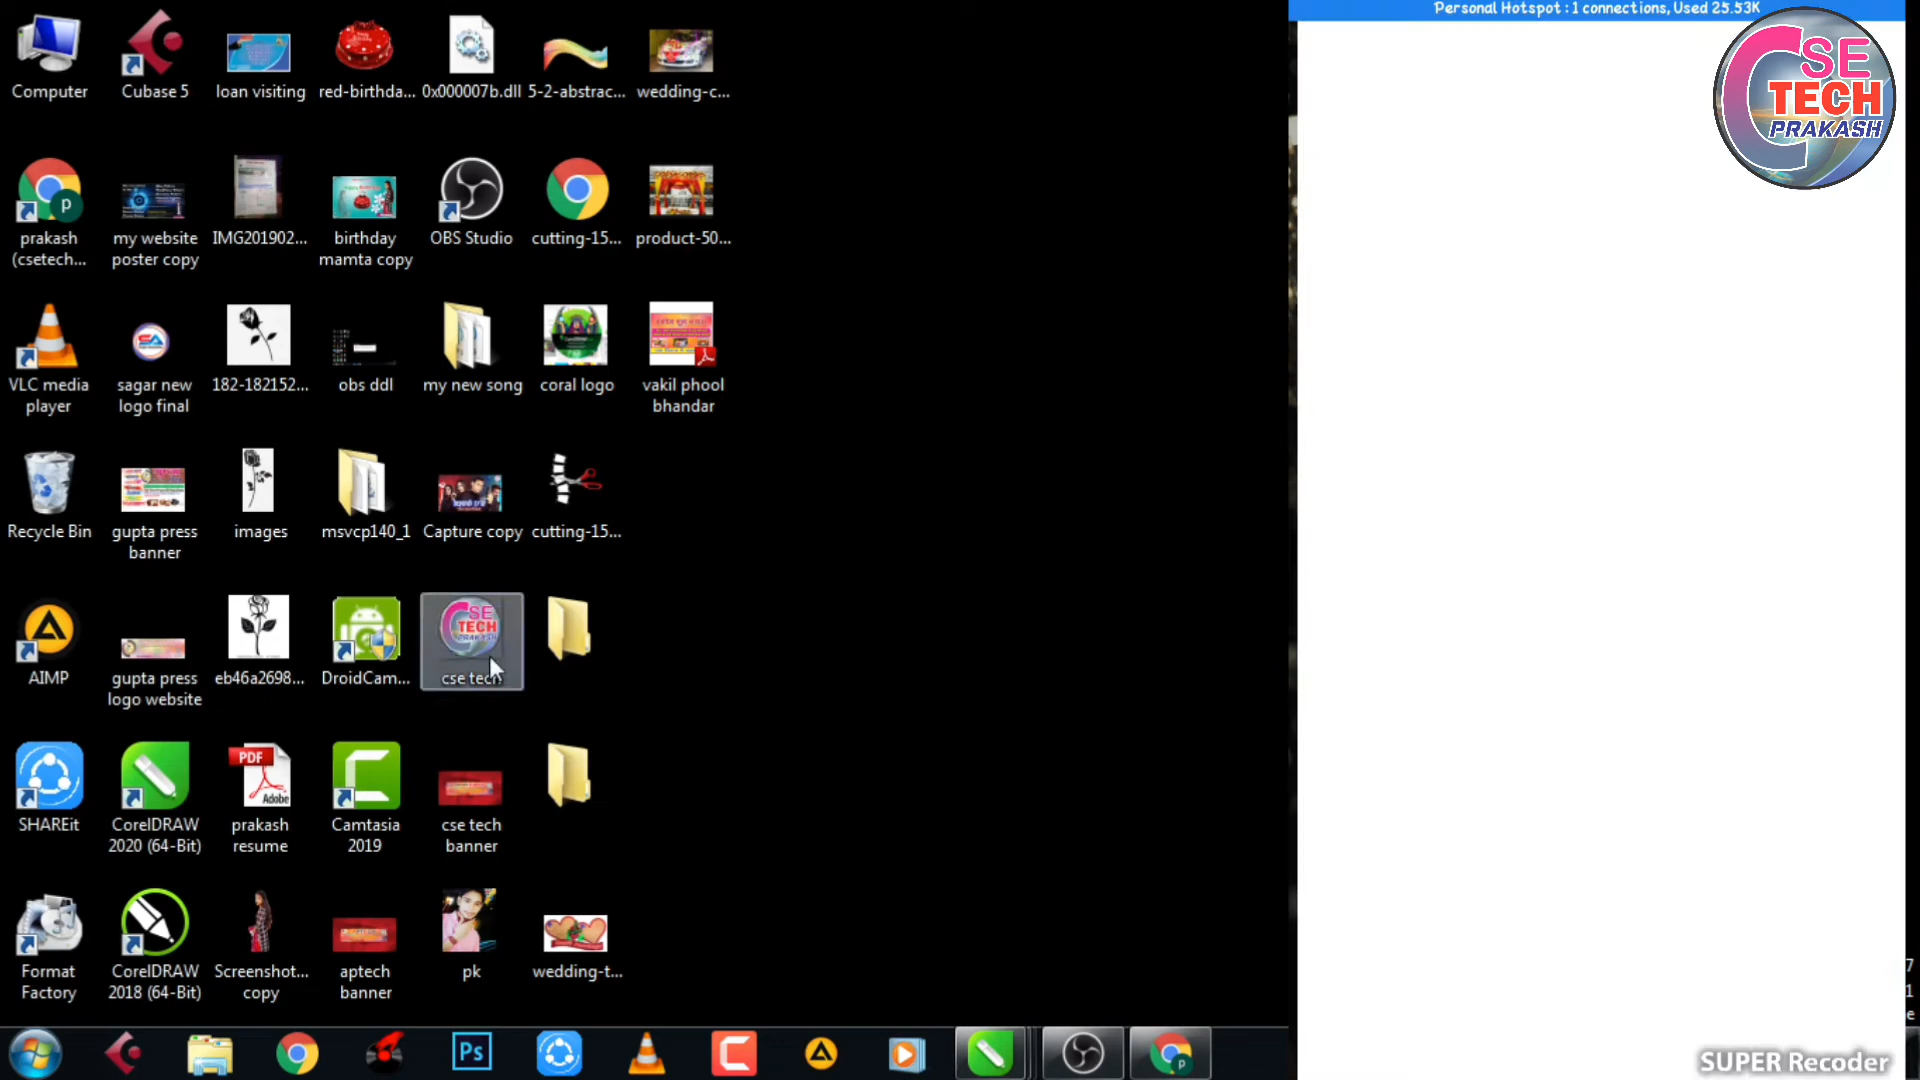 Personal Hotspot : 1 connections, Used 25.53K
CSE
TECH
PRAKASH
Computer
Cubase 5
loan visiting
red-birthda...
0x000007b.dll
5-2-abstrac...
wedding-c...
prakash
(csetech...
my website
poster copy
IMG201902...
birthday
mamta copy
OBS Studio
cutting-15...
product-50...
VLC media
player
sagar new
logo final
182-182152...
obs ddl
my new song
coral logo
vakil phool
bhandar
Recycle Bin
gupta press
banner
images
msvcp140_1
Capture copy
cutting-15...
AIMP
gupta press
logo website
eb46a2698...
DroidCam...
cse tech
SHAREit
CorelDRAW
2020 (64-Bit)
PDF
Adobe
prakash
resume
Camtasia
2019
cse tech
banner
Format
Factory
CorelDRAW
2018 (64-Bit)
Screenshot...
copy
aptech
banner
pk
wedding-t...
Ps
SUPER Recoder